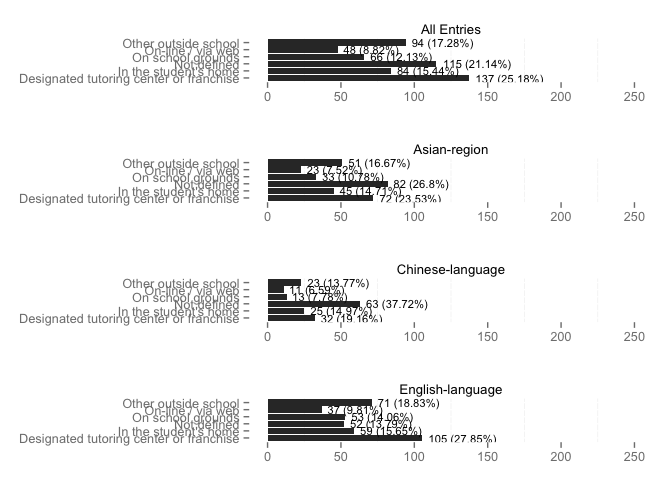 All Entries
Other outside school 94 (17.28%)
On-line / via web 48 (8.82%)
On school grounds 66 (12.13%)
Not defined 115 (21.14%)
In the student's home 84 (15.44%)
Designated tutoring center or franchise 137 (25.18%)
0 50 100 150 200 250
Asian-region
Other outside school 51 (16.67%)
On-line / via web 23 (7.52%)
On school grounds 33 (10.78%)
Not defined 82 (26.8%)
In the student's home 45 (14.71%)
Designated tutoring center or franchise 72 (23.53%)
0 50 100 150 200 250
Chinese-language
Other outside school 23 (13.77%)
On-line / via web 11 (6.59%)
On school grounds 13 (7.78%)
Not defined 63 (37.72%)
In the student's home 25 (14.97%)
Designated tutoring center or franchise 32 (19.16%)
0 50 100 150 200 250
English-language
Other outside school 71 (18.83%)
On-line / via web 37 (9.81%)
On school grounds 53 (14.06%)
Not defined 52 (13.79%)
In the student's home 59 (15.65%)
Designated tutoring center or franchise 105 (27.85%)
0 50 100 150 200 250